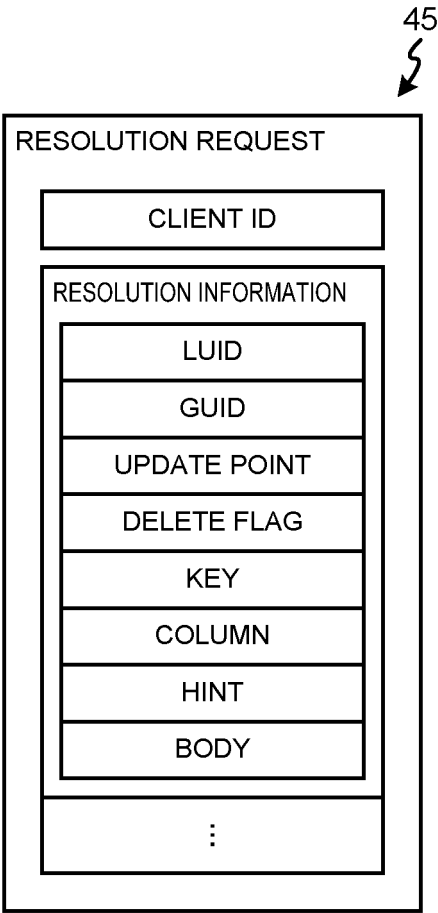 45
RESOLUTION REQUEST
CLIENT ID
RESOLUTION INFORMATION
LUID
GUID
UPDATE POINT
DELETE FLAG
KEY
COLUMN
HINT
BODY
⋮